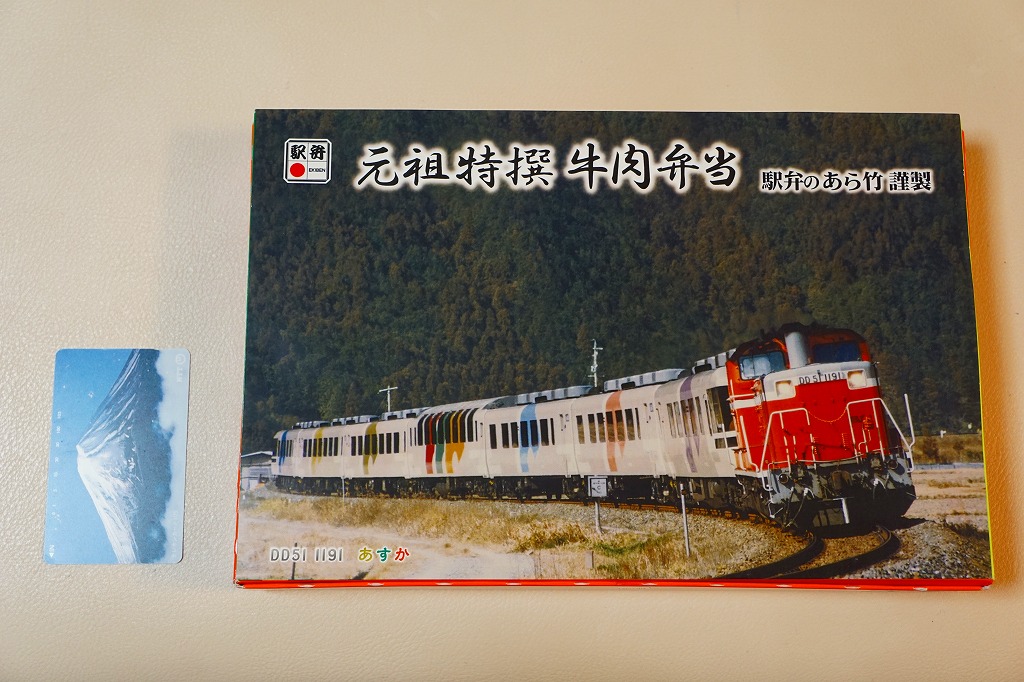 駅弁
EKIBEN
元祖特撰 牛肉弁当
駅弁のあら竹 謹製
DD51 1191
DD51 1191 あすか